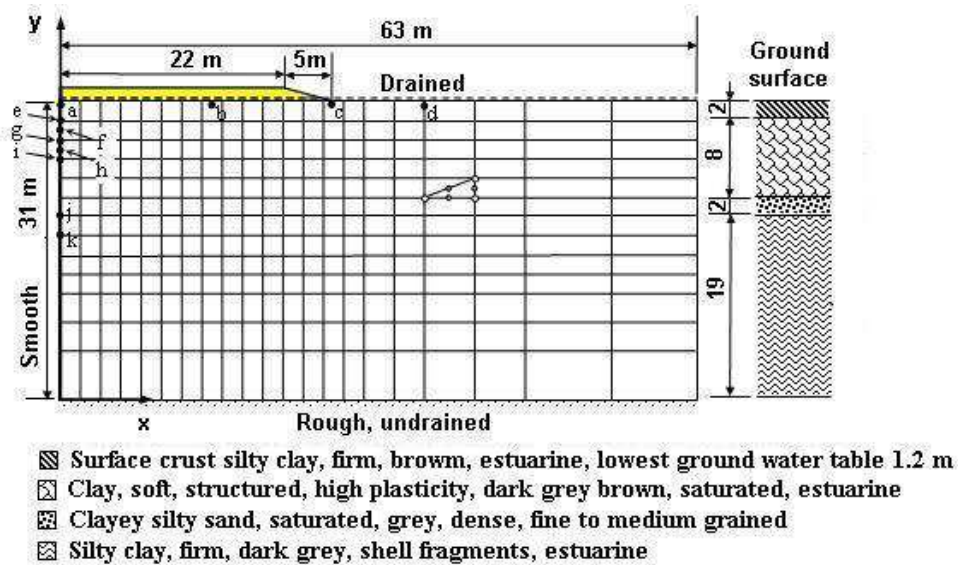 y
63 m
22 m
5m
Ground
surface
Drained
e
a
b
c
d
2
g
f
i
h
8
31 m
j
2
k
19
Smooth
x
Rough, undrained
Surface crust silty clay, firm, browm, estuarine, lowest ground water table 1.2 m
Clay, soft, structured, high plasticity, dark grey brown, saturated, estuarine
Clayey silty sand, saturated, grey, dense, fine to medium grained
Silty clay, firm, dark grey, shell fragments, estuarine